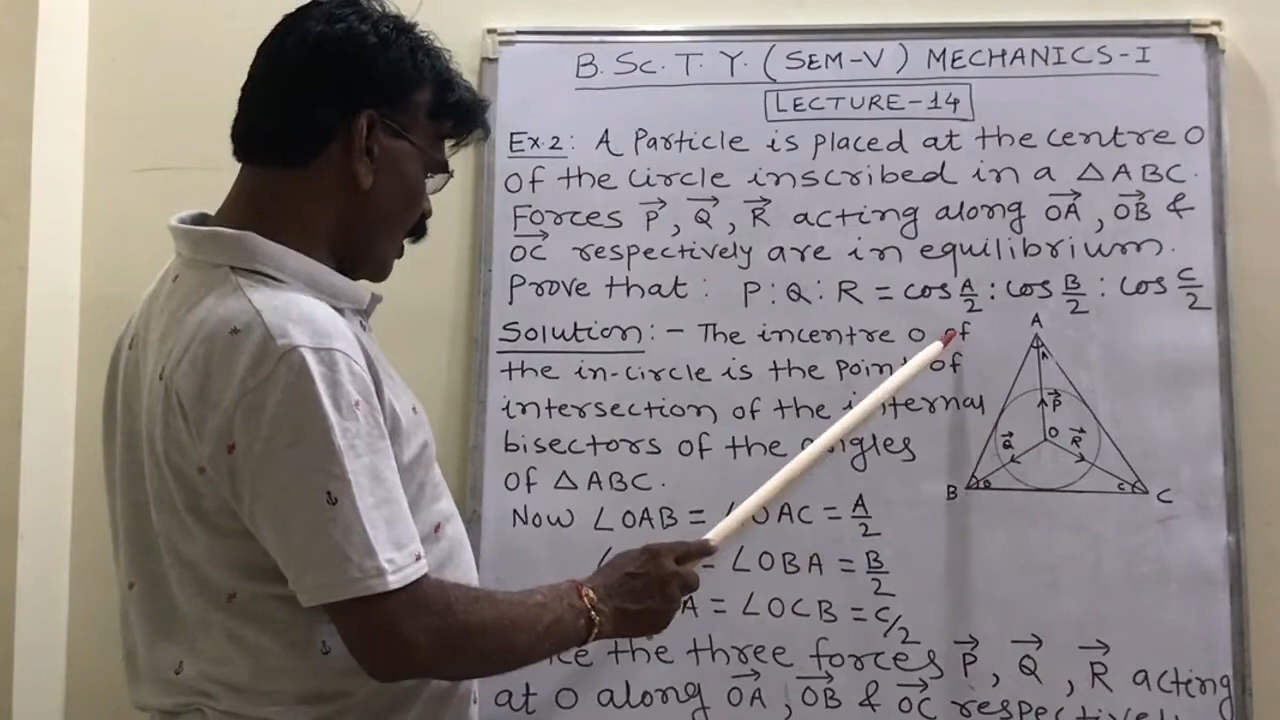 B.Sc.T.Y. (SEM-V) MECHANICS-I
LECTURE-14
Ex.2: A Particle is placed at the centre O
of the circle inscribed in a △ABC.
Forces P⃗, Q⃗, R⃗ acting along OA⃗, OB⃗ &
OC⃗ respectively are in equilibrium.
Prove that: P:Q:R = cos A/2 : cos B/2 : cos C/2
Solution:- The incentre O of
the in-circle is the point of
intersection of the internal
bisectors of the angles
of △ABC.
Now ∠OAB = ∠OAC = A/2
= ∠OBA = B/2
A = ∠OCB = C/2
the three forces P⃗, Q⃗, R⃗ acting
at O along OA⃗, OB⃗ & OC⃗
A
A
P⃗
O
Q⃗
R⃗
B
C
C